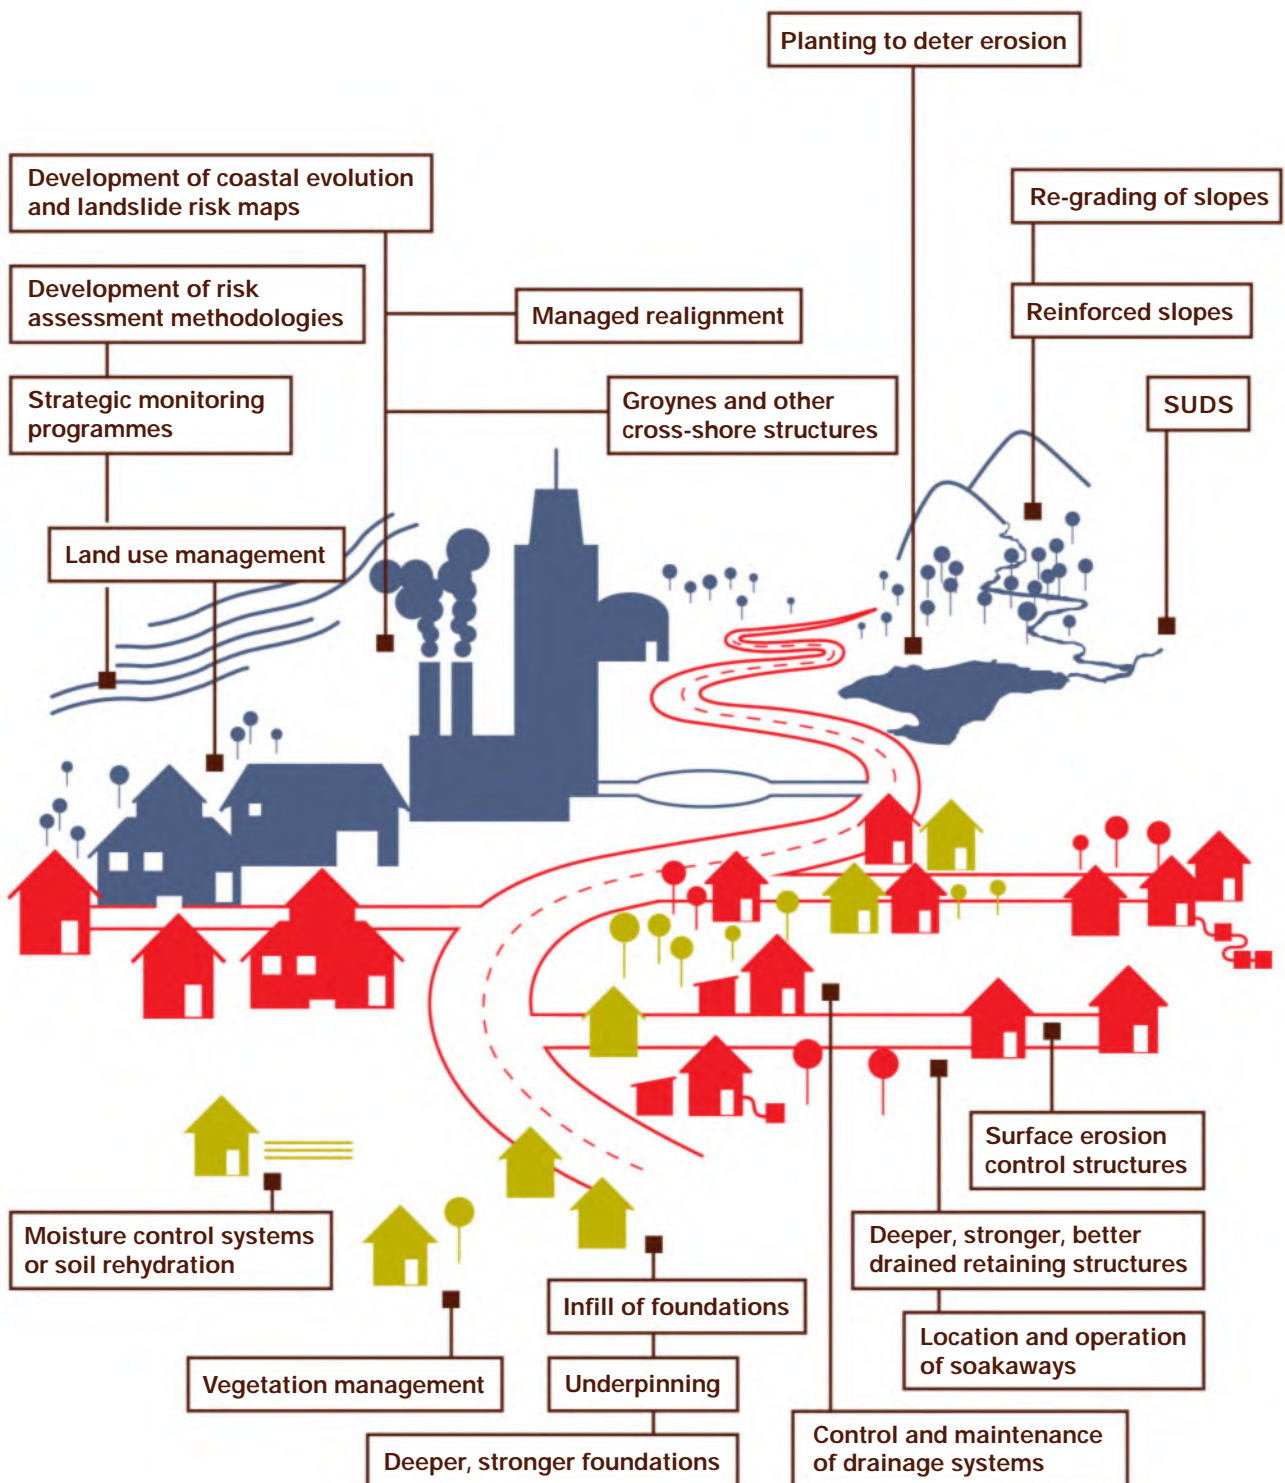 Planting to deter erosion
Development of coastal evolution
and landslide risk maps
Re-grading of slopes
Development of risk
assessment methodologies
Managed realignment
Reinforced slopes
Strategic monitoring
programmes
Groynes and other
cross-shore structures
SUDS
Land use management
Surface erosion
control structures
Moisture control systems
or soil rehydration
Deeper, stronger, better
drained retaining structures
Infill of foundations
Location and operation
of soakaways
Vegetation management
Underpinning
Control and maintenance
of drainage systems
Deeper, stronger foundations